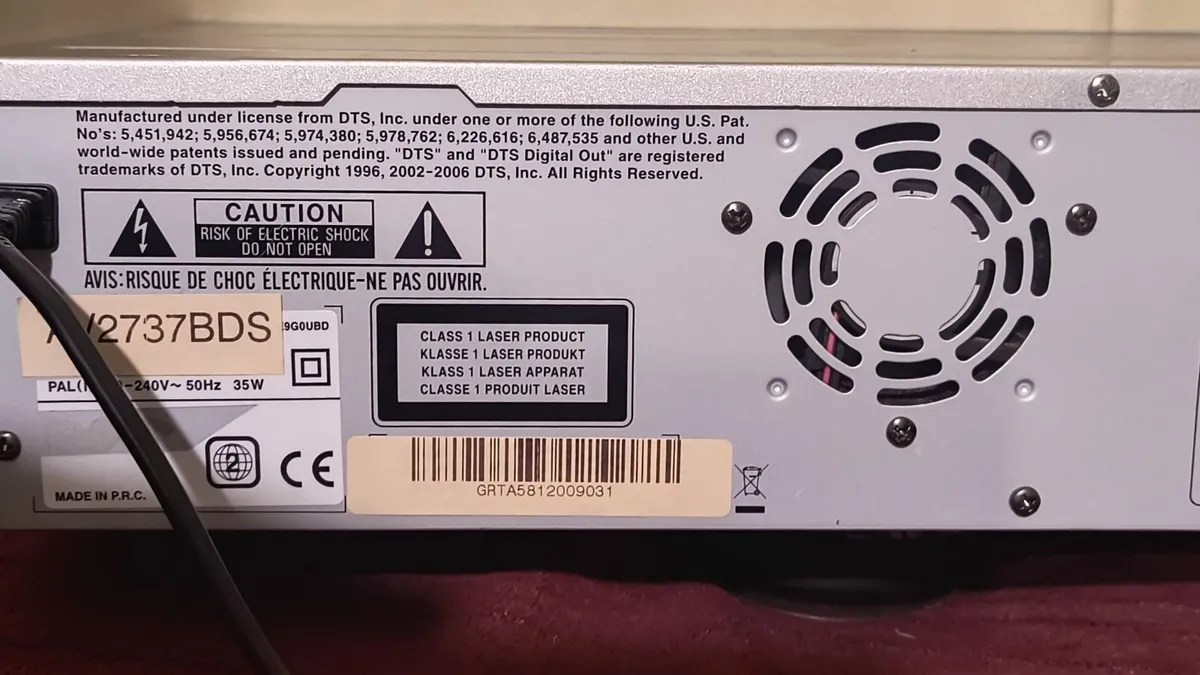 Manufactured under license from DTS, Inc. under one or more of the following U.S. Pat.
No's: 5,451,942; 5,956,674; 5,974,380; 5,978,762; 6,226,616; 6,487,535 and other U.S. and
world-wide patents issued and pending. "DTS" and "DTS Digital Out" are registered
trademarks of DTS, Inc. Copyright 1996, 2002-2006 DTS, Inc. All Rights Reserved.
CAUTION
RISK OF ELECTRIC SHOCK
DO NOT OPEN
AVIS: RISQUE DE CHOC ÉLECTRIQUE-NE PAS OUVRIR.
2737BDS
9G0UBD
-240V~ 50Hz 35W
2
CE
MADE IN P.R.C.
CLASS 1 LASER PRODUCT
KLASSE 1 LASER PRODUKT
KLASS 1 LASER APPARAT
CLASSE 1 PRODUIT LASER
GRTA5812009031